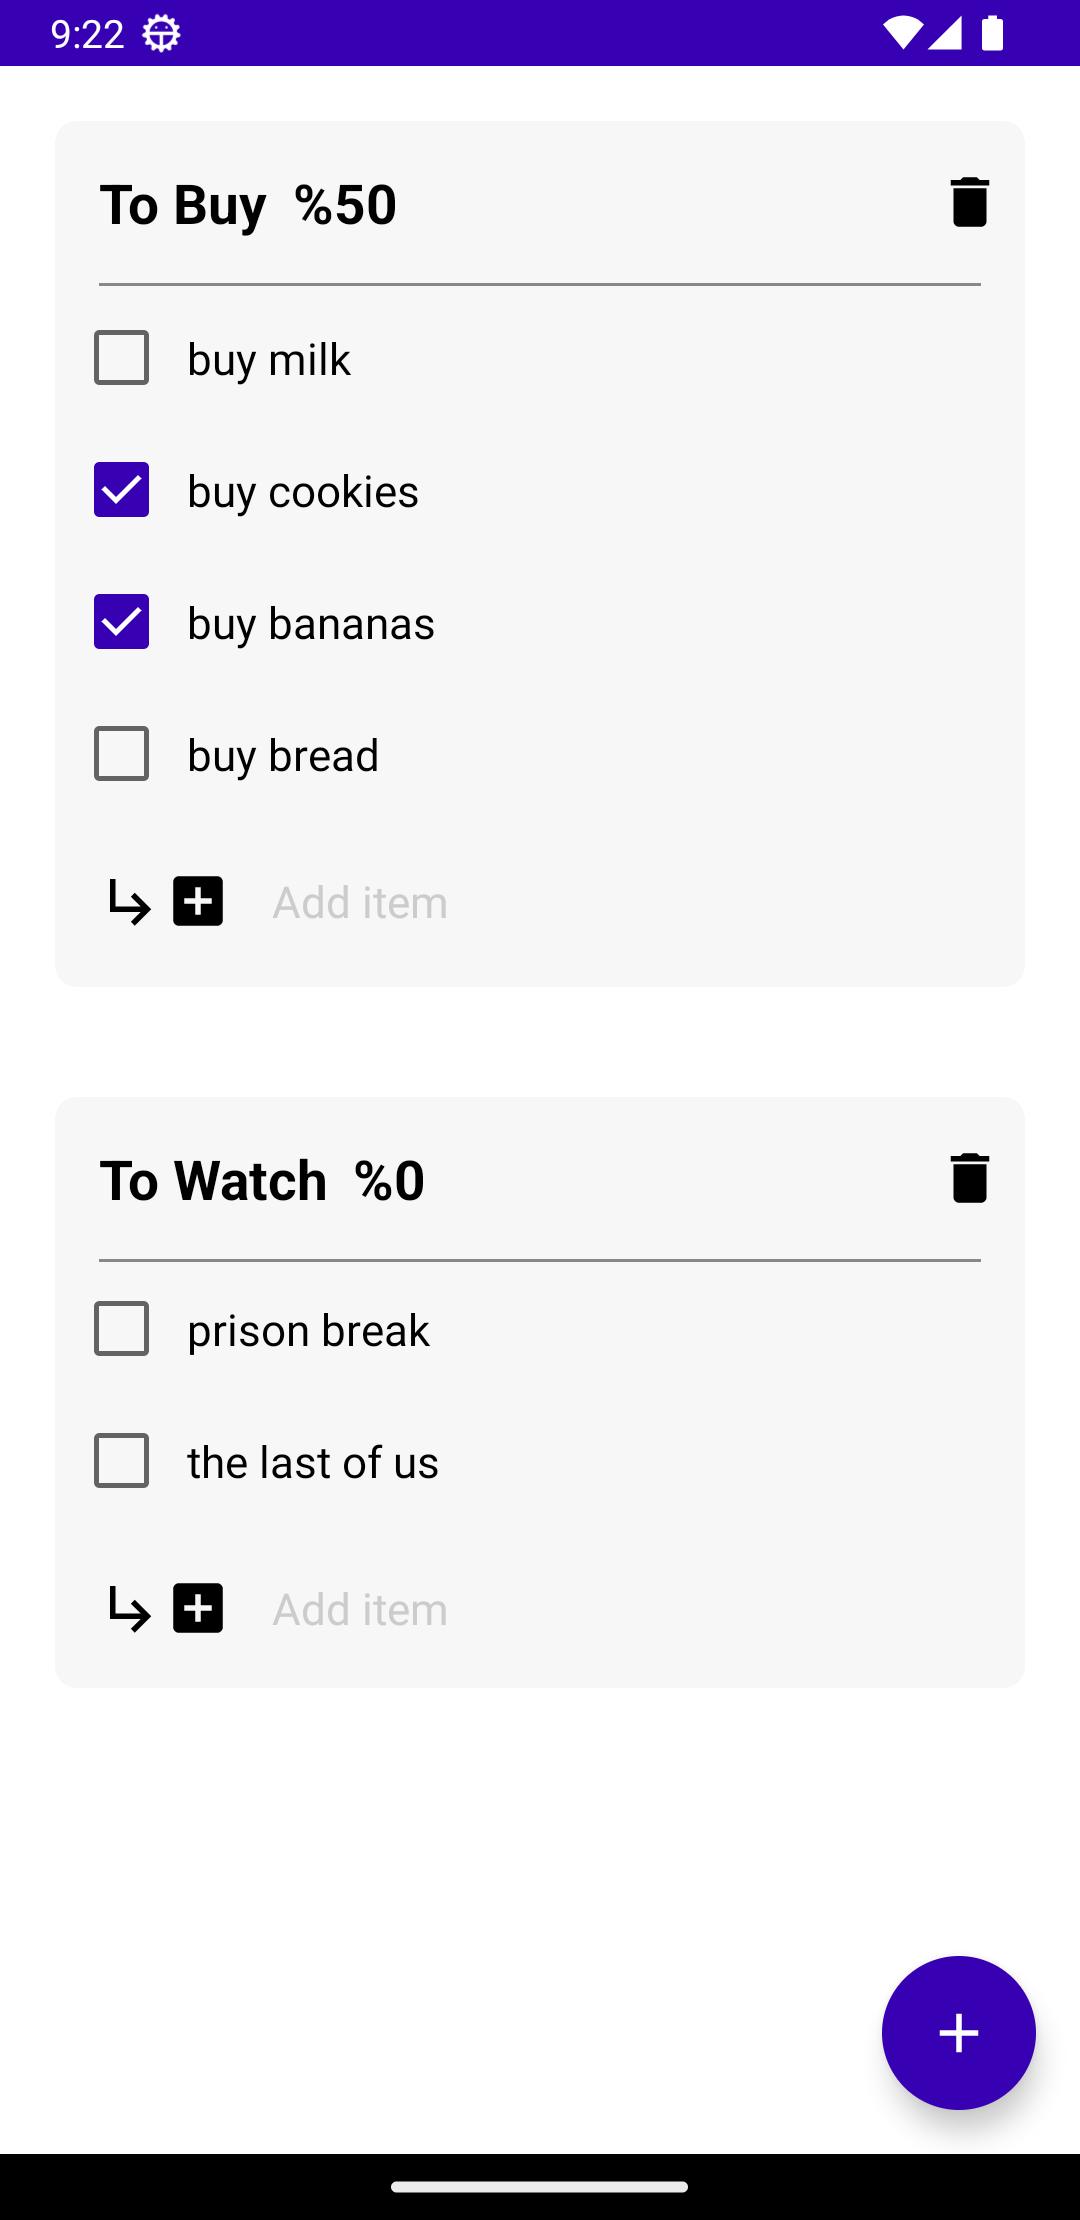 9:22
To Buy %50
buy milk
buy cookies
buy bananas
buy bread
Add item
To Watch %0
prison break
the last of us
Add item